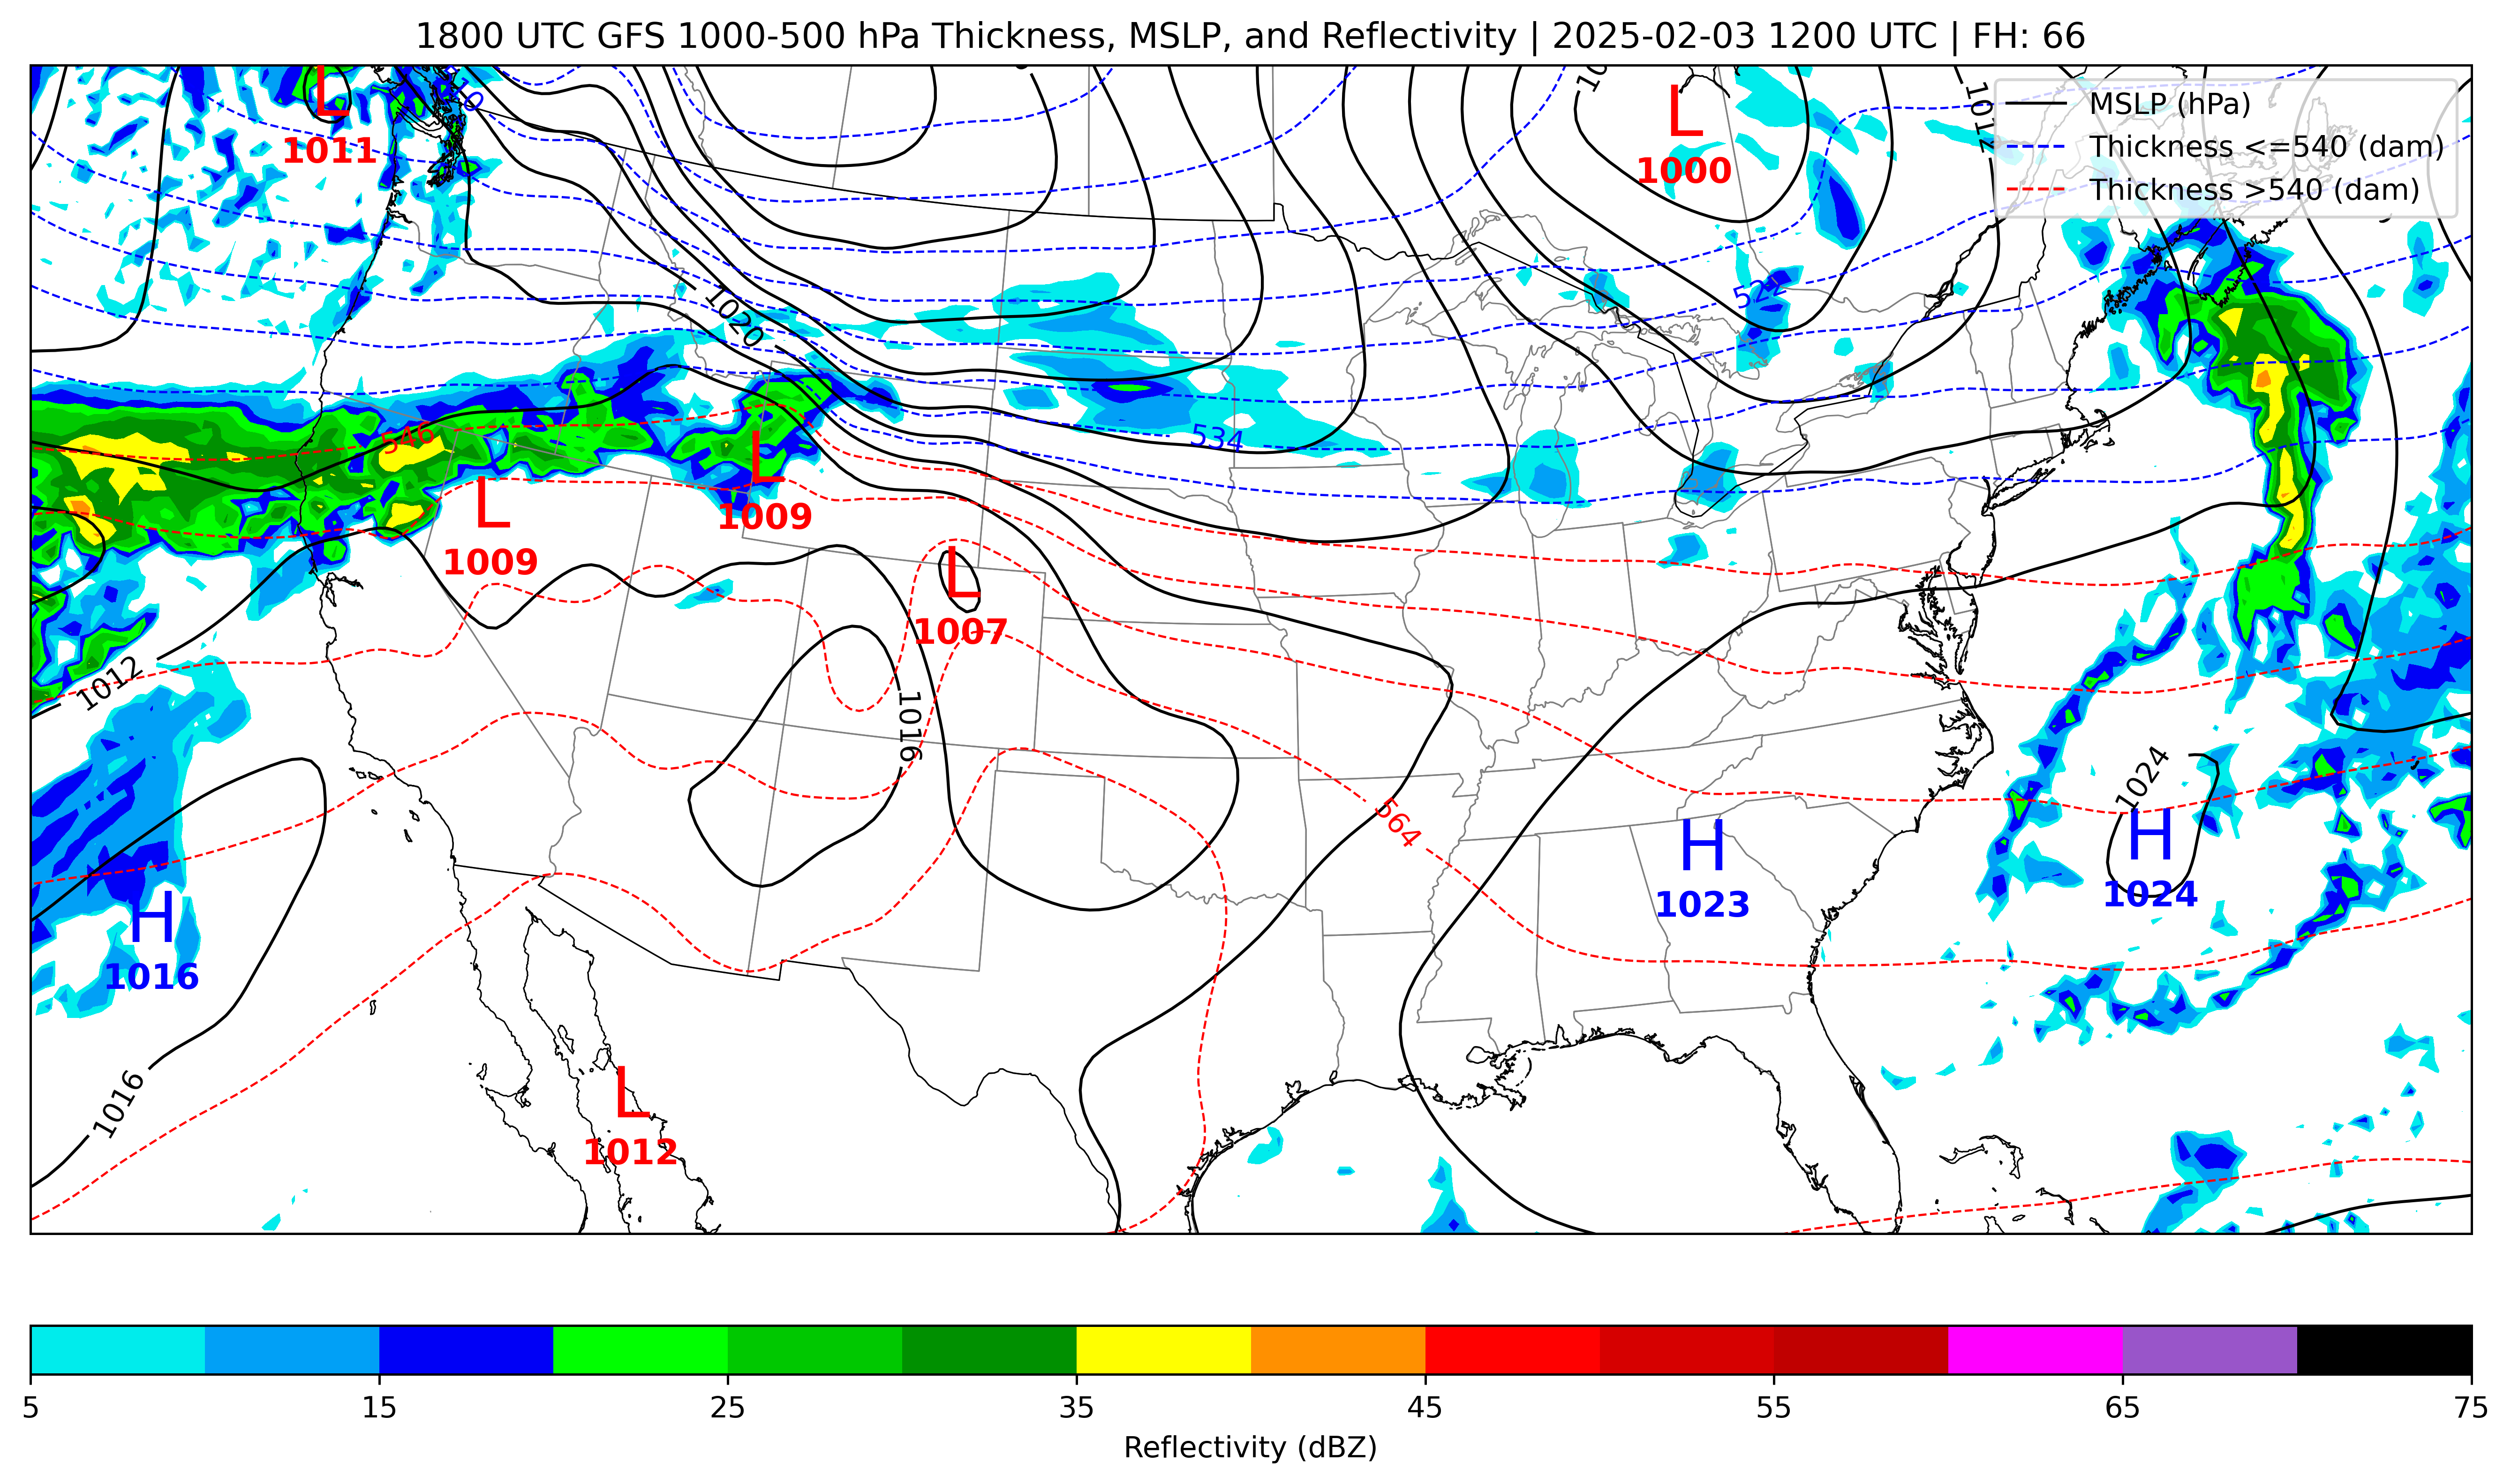 1800 UTC GFS 1000-500 hPa Thickness, MSLP, and Reflectivity | 2025-02-03 1200 UTC | FH: 66
MSLP (hPa)
Thickness <=540 (dam)
Thickness >540 (dam)
L
1011
L
1000
1012
522
1020
546
534
L
1009
L
1009
L
1007
1012
1016
1024
564
H
1023
H
1024
H
1016
1016
L
1012
5
15
25
35
45
55
65
75
Reflectivity (dBZ)